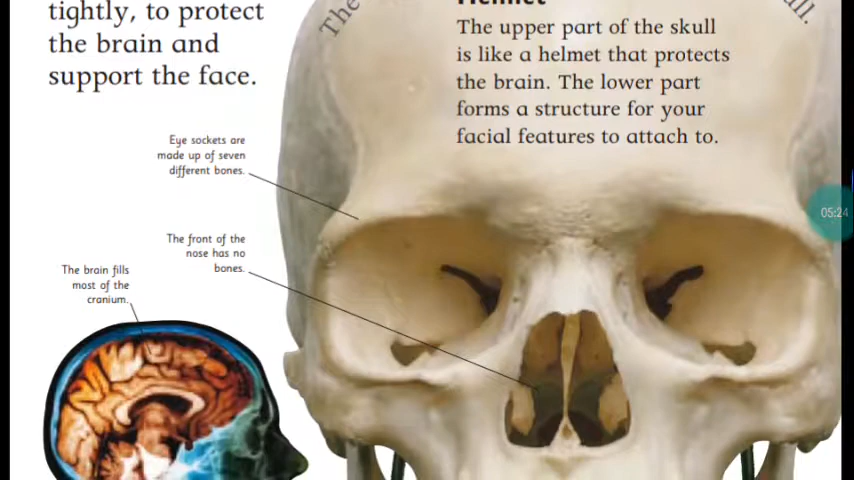 tightly, to protect
the brain and
support the face.
The
ull.
Helmet
The upper part of the skull
is like a helmet that protects
the brain. The lower part
forms a structure for your
facial features to attach to.
Eye sockets are
made up of seven
different bones.
The front of the
nose has no
bones.
The brain fills
most of the
cranium.
05:24